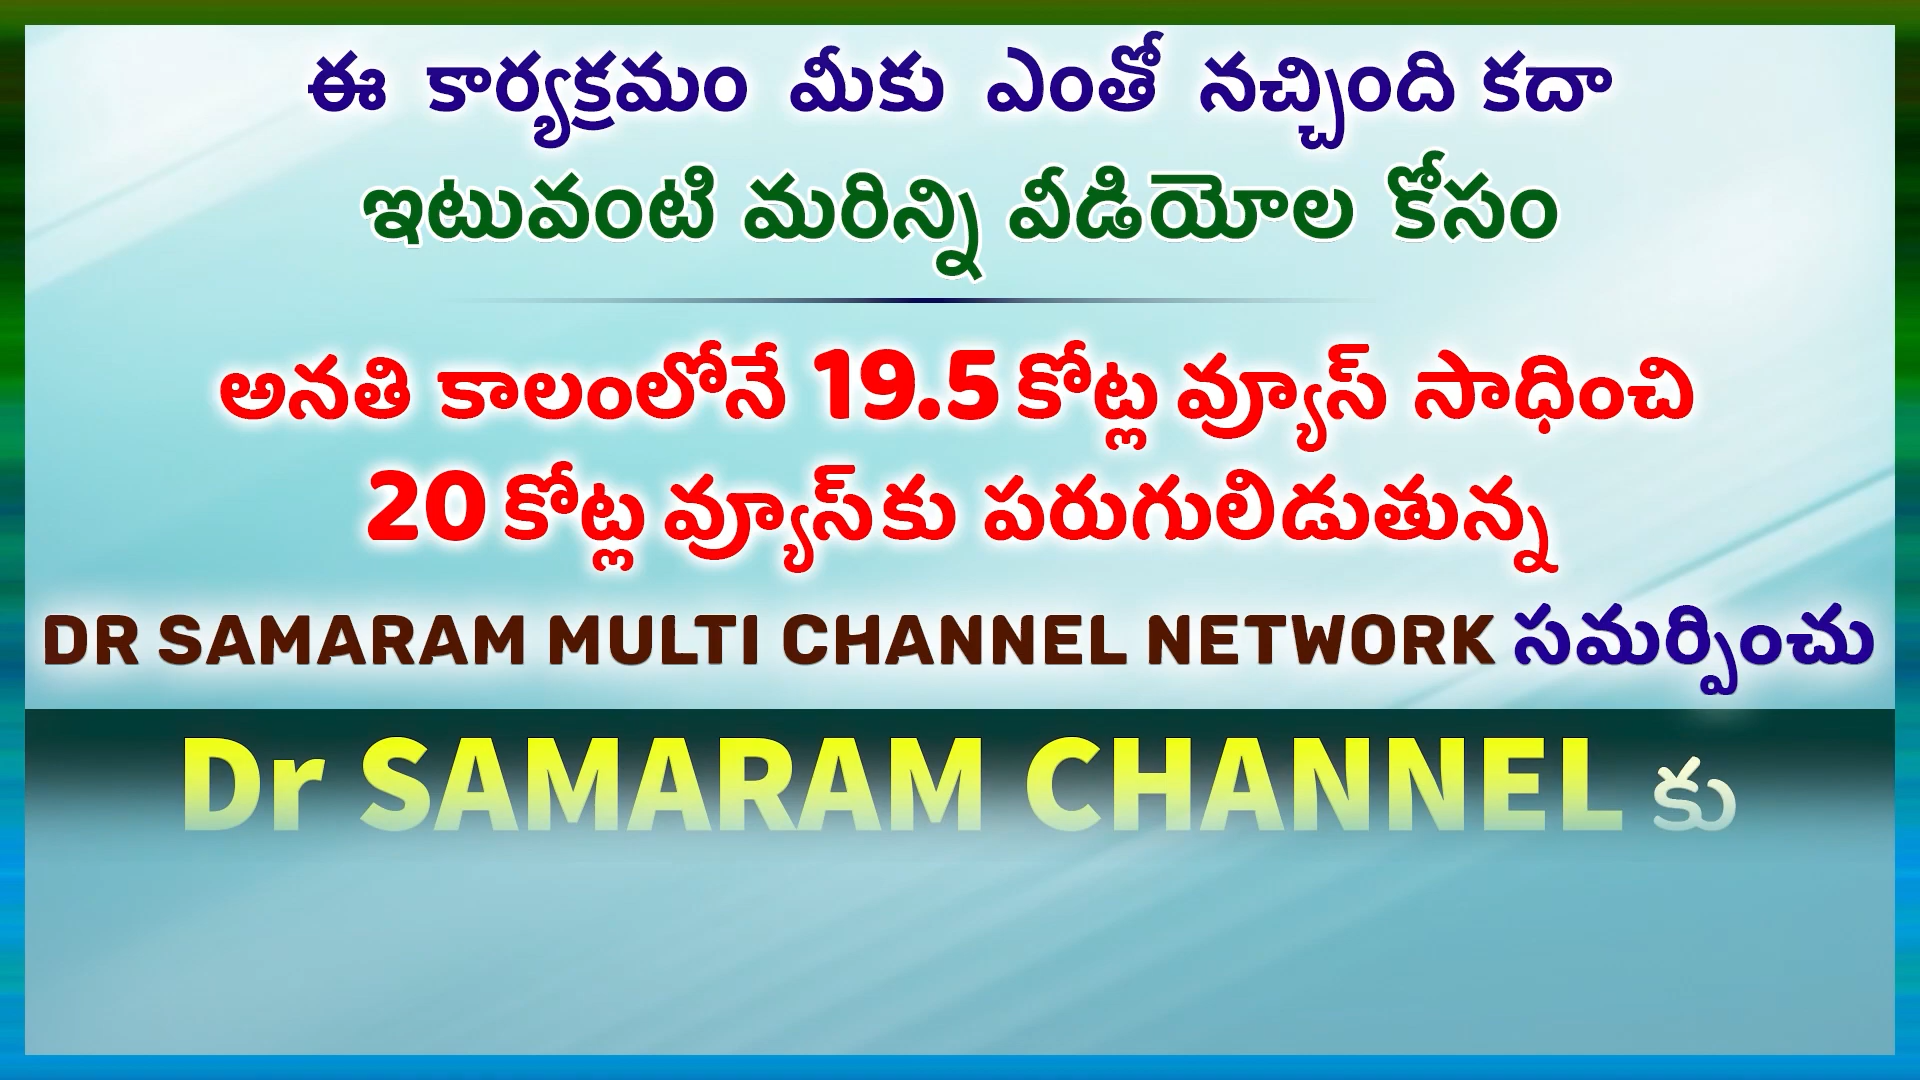 ఈ కార్యక్రమం మీకు ఎంతో నచ్చింది కదా
ఇటువంటి మరిన్ని వీడియోల కోసం
అనతి కాలంలోనే 19.5 కోట్ల వ్యూస్ సాధించి
20 కోట్ల వ్యూస్‌కు పరుగులిడుతున్న
DR SAMARAM MULTI CHANNEL NETWORK సమర్పించు
Dr SAMARAM CHANNEL కు